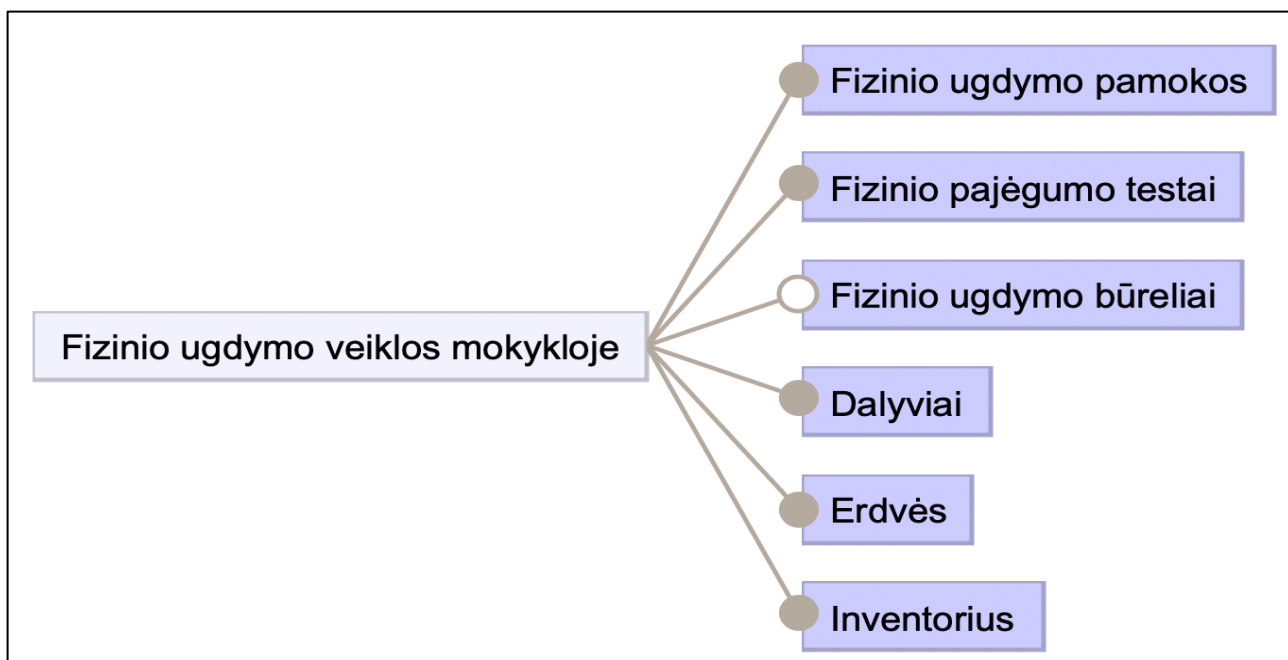 Fizinio ugdymo pamokos
Fizinio pajėgumo testai
Fizinio ugdymo būreliai
Fizinio ugdymo veiklos mokykloje
Dalyviai
Erdvės
Inventorius